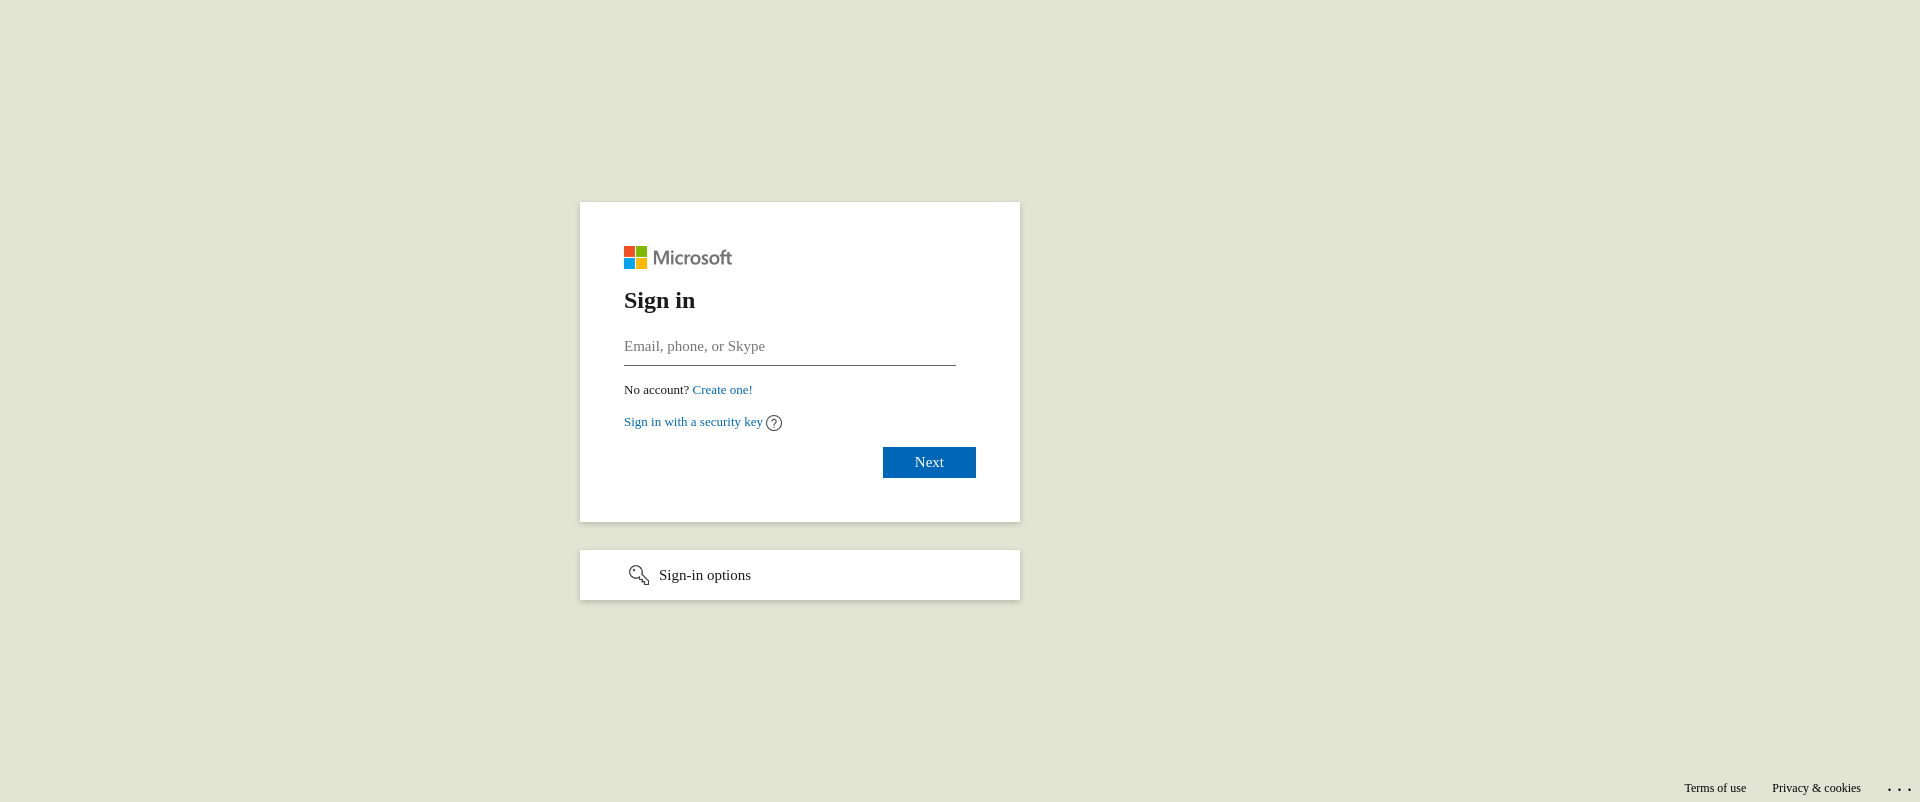 Microsoft
Sign in
Email, phone, or Skype
No account? Create one!
Sign in with a security key ?
Next
Sign-in options
Terms of use Privacy & cookies ...